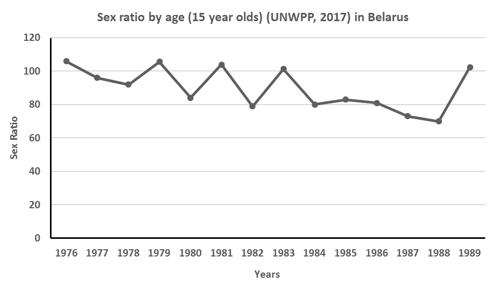 Sex ratio by age (15 year olds) (UNWPP, 2017) in Belarus
120
100
80
60
40
20
0
Sex Ratio
1976 1977 1978 1979 1980 1981 1982 1983 1984 1985 1986 1987 1988 1989
Years